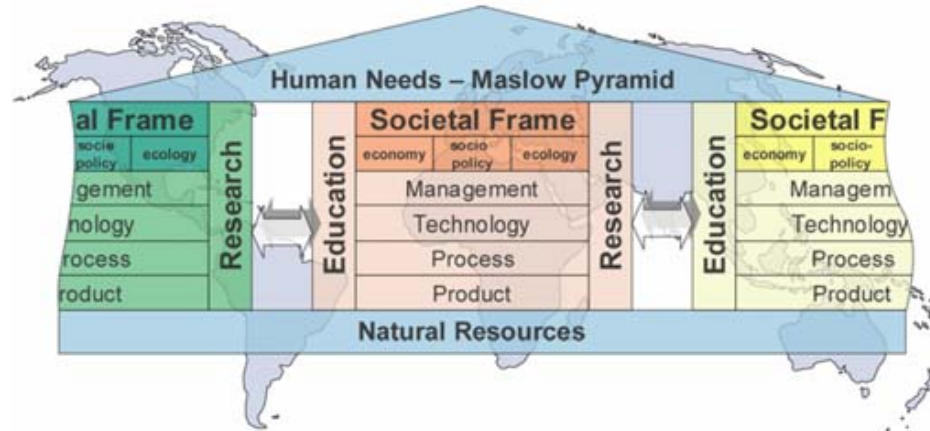 Human Needs – Maslow Pyramid
al Frame
socie
policy
ecology
gement
nology
rocess
roduct
Research
Education
Societal Frame
economy
socio
policy
ecology
Management
Technology
Process
Product
Research
Education
Societal F
economy
socio-
policy
Managem
Technology
Process
Product
Natural Resources